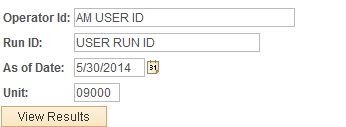 Operator Id: AM USER ID
Run ID: USER RUN ID
As of Date: 5/30/2014 31
Unit: 09000
View Results